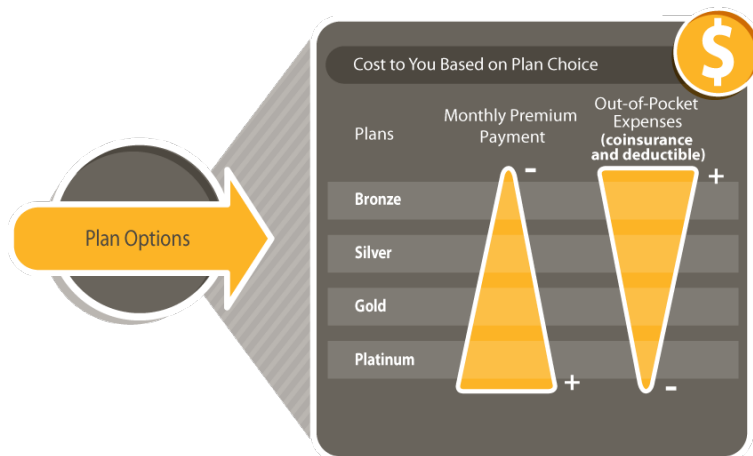 $
Cost to You Based on Plan Choice
Plans
Monthly Premium
Payment
Out-of-Pocket
Expenses
(coinsurance
and deductible)
- +
Bronze
Plan Options
Silver
Gold
Platinum
+ -